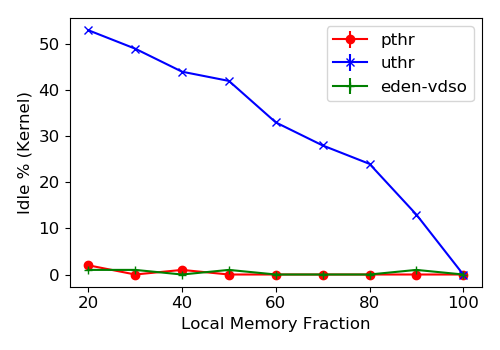 pthr
uthr
eden-vdso
Idle % (Kernel)
50
40
30
20
10
0
20 40 60 80 100
Local Memory Fraction